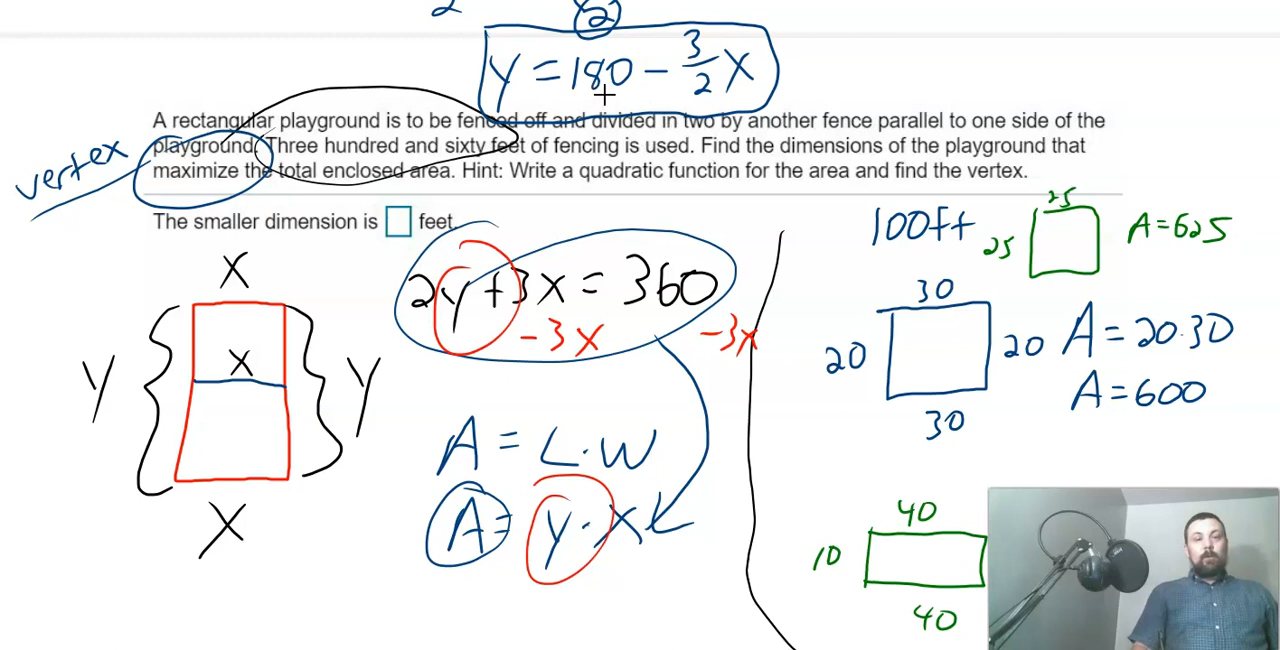 2 2
y = 180 - 3/2 x
A rectangular playground is to be fenced off and divided in two by another fence parallel to one side of the
playground. Three hundred and sixty feet of fencing is used. Find the dimensions of the playground that
maximize the total enclosed area. Hint: Write a quadratic function for the area and find the vertex.
vertex
The smaller dimension is feet.
X
X
Y Y
X
2y + 3x = 360
-3x -3x
A = L · W
A = y · x
100ft
25
25
A = 625
30
20 20
30
A = 20·30
A = 600
40
10
40